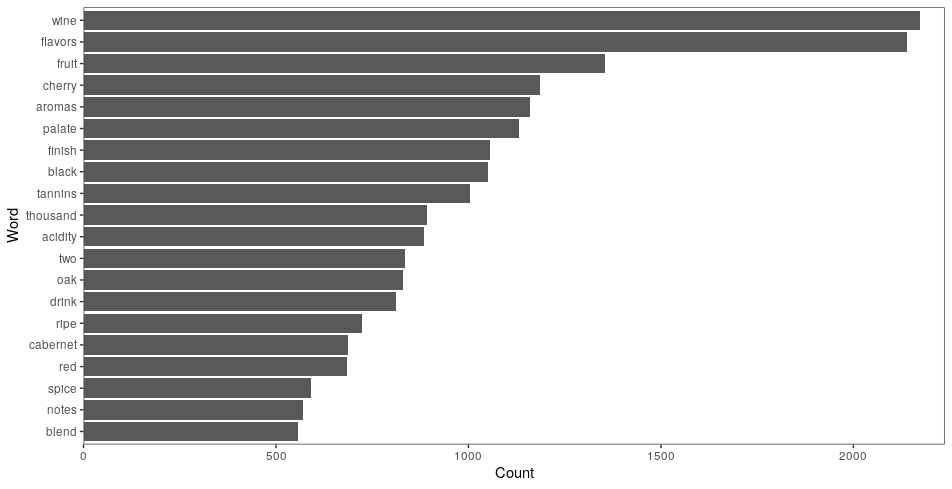 wine
flavors
fruit
cherry
aromas
palate
finish
black
tannins
thousand
acidity
two
oak
drink
ripe
cabernet
red
spice
notes
blend
Word
0 500 1000 1500 2000
Count